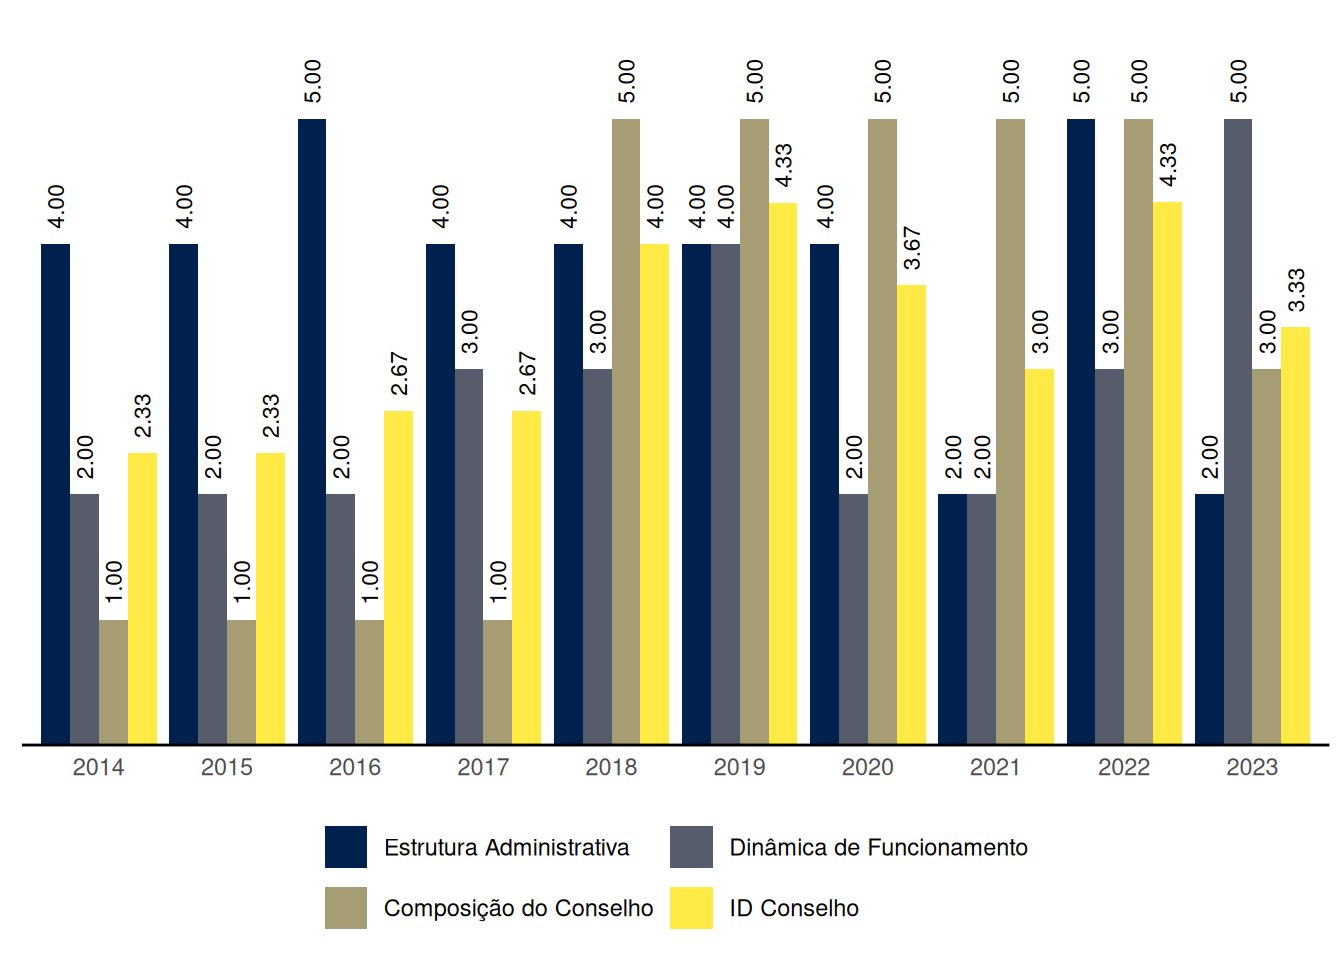 4.00 2.00 1.00 2.33 4.00 2.00 1.00 2.33 5.00 2.00 1.00 2.67 4.00 3.00 1.00 2.67 4.00 3.00 5.00 4.00 4.00 4.00 5.00 4.33 4.00 2.00 5.00 3.67 2.00 2.00 5.00 3.00 5.00 3.00 5.00 4.33 2.00 5.00 3.00 3.33
2014 2015 2016 2017 2018 2019 2020 2021 2022 2023
Estrutura Administrativa Dinâmica de Funcionamento
Composição do Conselho ID Conselho